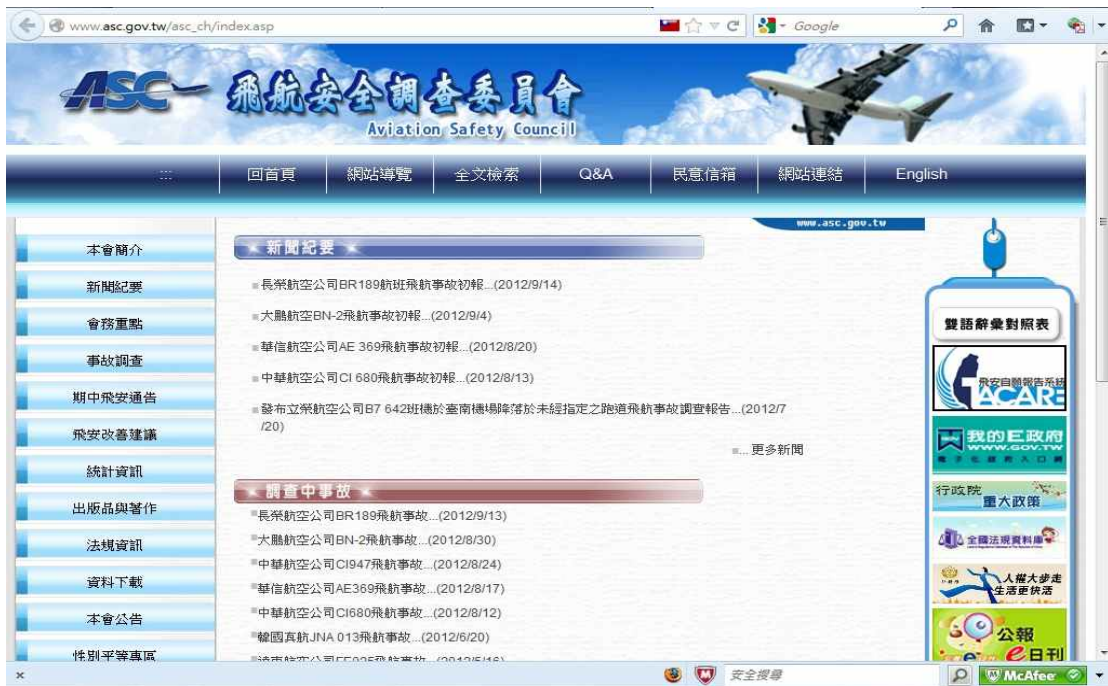 www.asc.gov.tw/asc_ch/index.asp
Google
ASC 飛航安全調查委員會
Aviation Safety Council
::: 回首頁 網站導覽 全文檢索 Q&A 民意信箱 網站連結 English
www.asc.gov.tw
本會簡介
新聞紀要
會務重點
事故調查
期中飛安通告
飛安改善建議
統計資訊
出版品與著作
法規資訊
資料下載
本會公告
性別平等專區
新聞紀要
長榮航空公司BR189航班飛航事故初報...(2012/9/14)
大鵬航空BN-2飛航事故初報...(2012/9/4)
華信航空公司AE 369飛航事故初報...(2012/8/20)
中華航空公司CI 680飛航事故初報...(2012/8/13)
發布立榮航空公司B7 642班機於臺南機場降落於未經指定之跑道飛航事故調查報告...(2012/7
/20)
... 更多新聞
調查中事故
長榮航空公司BR189飛航事故...(2012/9/13)
大鵬航空公司BN-2飛航事故...(2012/8/30)
中華航空公司CI947飛航事故...(2012/8/24)
華信航空公司AE369飛航事故...(2012/8/17)
中華航空公司CI680飛航事故...(2012/8/12)
韓國真航JNA 013飛航事故...(2012/6/20)
雙語辭彙對照表
飛安自願報告系統
TACARE
我的E政府
WWW.GOV.TW
電子化政府入口網
行政院
重大政策
全國法規資料庫
人權大步走
生活更快活
公報
e日刊
安全搜尋
McAfee